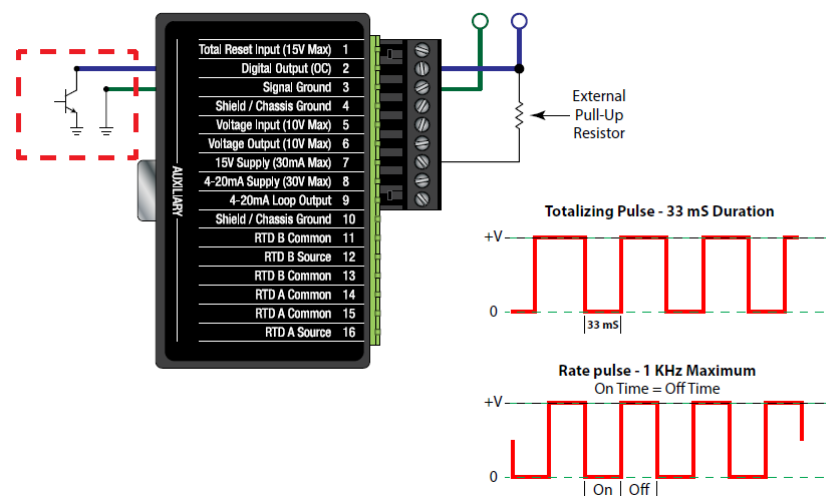 Total Reset Input (15V Max) 1
Digital Output (OC) 2
Signal Ground 3
Shield / Chassis Ground 4
Voltage Input (10V Max) 5
Voltage Output (10V Max) 6
15V Supply (30mA Max) 7
4-20mA Supply (30V Max) 8
4-20mA Loop Output 9
Shield / Chassis Ground 10
RTD B Common 11
RTD B Source 12
RTD B Common 13
RTD A Common 14
RTD A Common 15
RTD A Source 16
AUXILIARY
External
Pull-Up
Resistor
Totalizing Pulse - 33 mS Duration
+V
0
33 mS
Rate pulse - 1 KHz Maximum
On Time = Off Time
+V
0
On Off